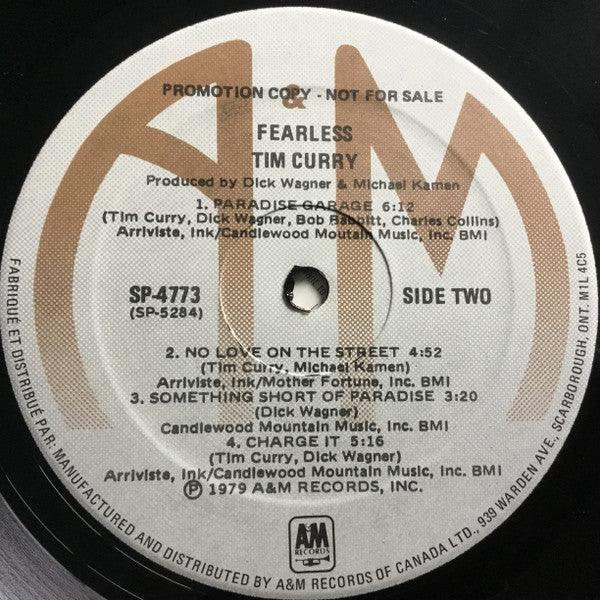 PROMOTION COPY - NOT FOR SALE
A&M
FEARLESS
TIM CURRY
Produced by Dick Wagner & Michael Kamen
1. PARADISE GARAGE 6:12
(Tim Curry, Dick Wagner, Bob Babbitt, Charles Collins)
Arriviste, Ink/Candlewood Moutain Music, Inc. BMI
SP-4773
(SP-5284)
SIDE TWO
2. NO LOVE ON THE STREET 4:52
(Tim Curry, Michael Kamen)
Arriviste, Ink/Mother Fortune, Inc. BMI
3. SOMETHING SHORT OF PARADISE 3:20
(Dick Wagner)
Candlewood Mountain Music, Inc. BMI
4. CHARGE IT 5:16
(Tim Curry, Dick Wagner)
Arriviste, Ink/Candlewood Mountain Music, Inc. BMI
Ⓟ 1979 A&M RECORDS, INC.
AM
RECORDS
FABRIQUÉ ET DISTRIBUÉ PAR: MANUFACTURED AND DISTRIBUTED BY A&M RECORDS OF CANADA LTD., 939 WARDEN AVE., SCARBOROUGH, ONT. M1L 4C5